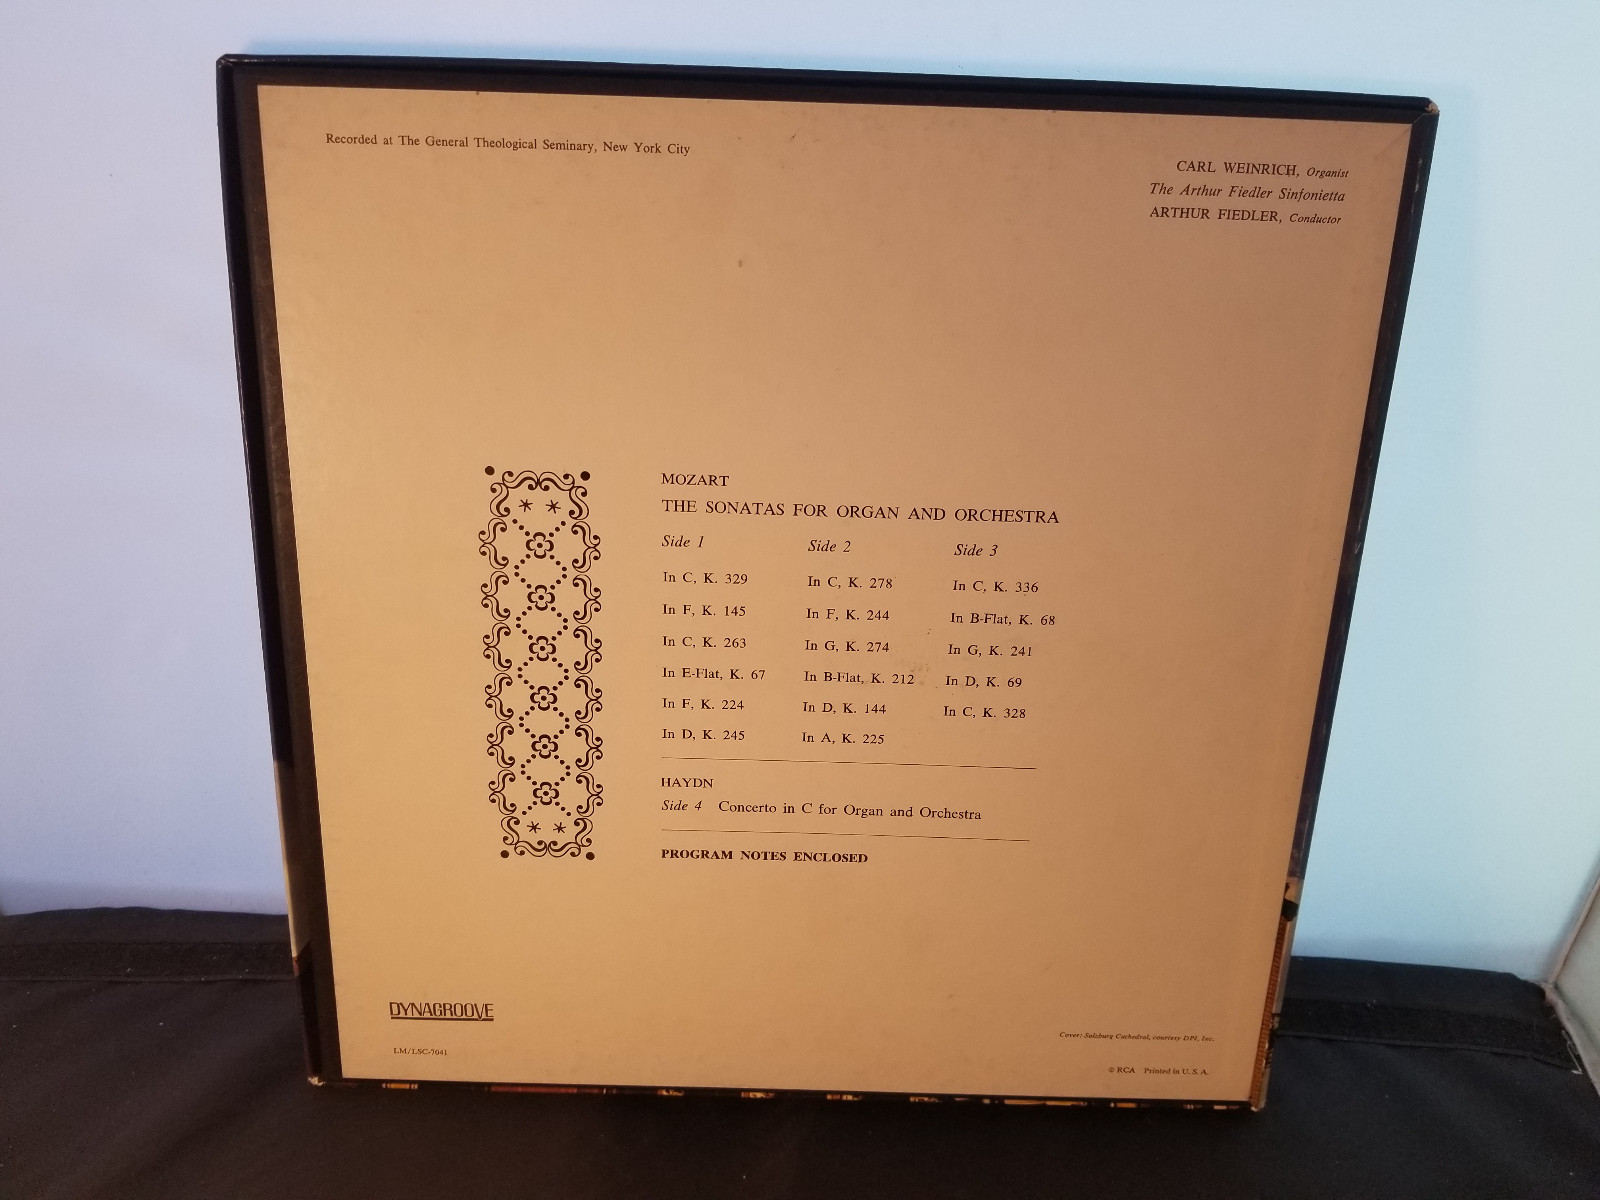 Recorded at The General Theological Seminary, New York City
CARL WEINRICH, Organist
The Arthur Fiedler Sinfonietta
ARTHUR FIEDLER, Conductor
MOZART
THE SONATAS FOR ORGAN AND ORCHESTRA
Side 1
In C, K. 329
In F, K. 145
In C, K. 263
In E-Flat, K. 67
In F, K. 224
In D, K. 245
Side 2
In C, K. 278
In F, K. 244
In G, K. 274
In B-Flat, K. 212
In D, K. 144
In A, K. 225
Side 3
In C, K. 336
In B-Flat, K. 68
In G, K. 241
In D, K. 69
In C, K. 328
HAYDN
Side 4 Concerto in C for Organ and Orchestra
PROGRAM NOTES ENCLOSED
DYNAGROOVE
LM/LSC-7041
Cover: Salzburg Cathedral, courtesy DPI, Inc.
© RCA Printed in U. S. A.